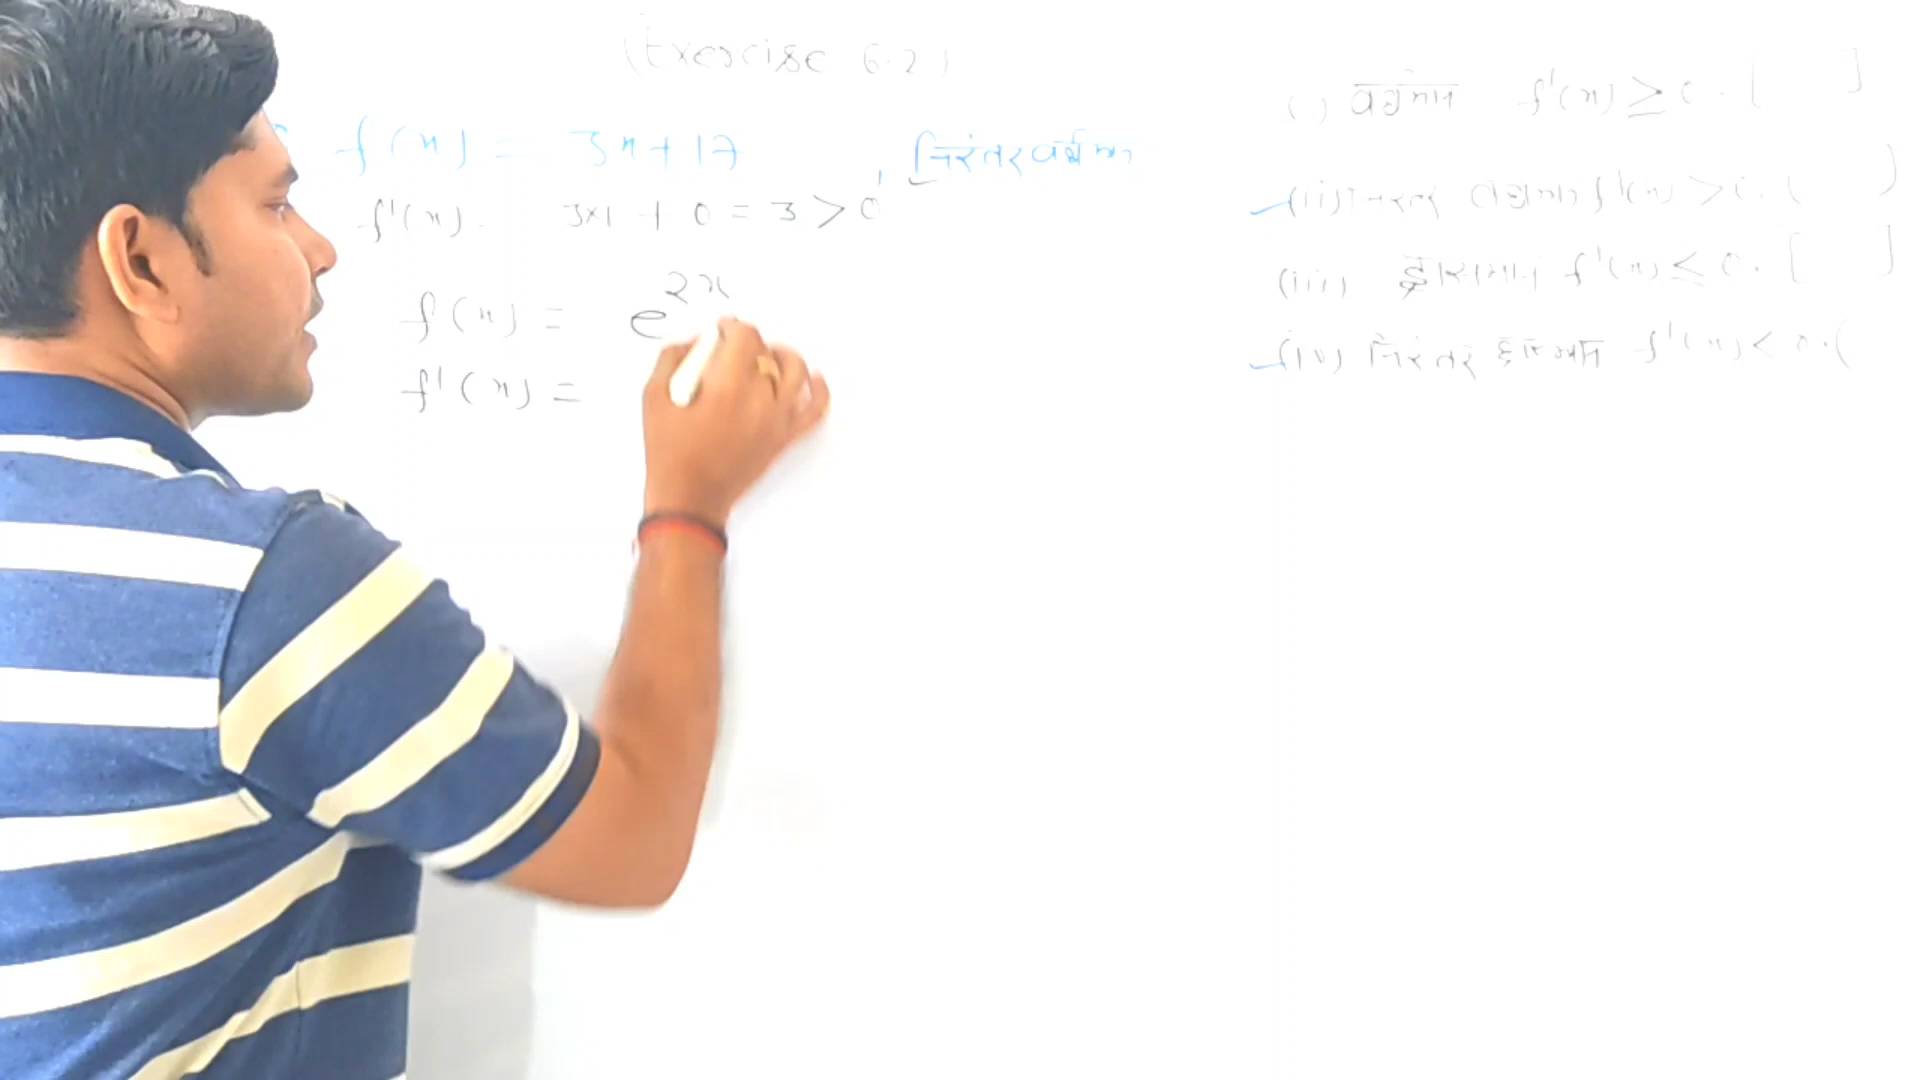 (Exercise 6.2)
f(x) = 3x+17 , निरंतर वर्धमान
f'(x) 3×1 + 0 = 3 > 0
f(x) = e^{2x}
f'(x) =
(i) वर्धमान f'(x) ≥ 0. [ ]
(ii) निरंतर वर्धमान f'(x) > 0. ( )
(iii) ह्रासमान f'(x) ≤ 0. [ ]
(iv) निरंतर ह्रासमान f'(x) < 0. (